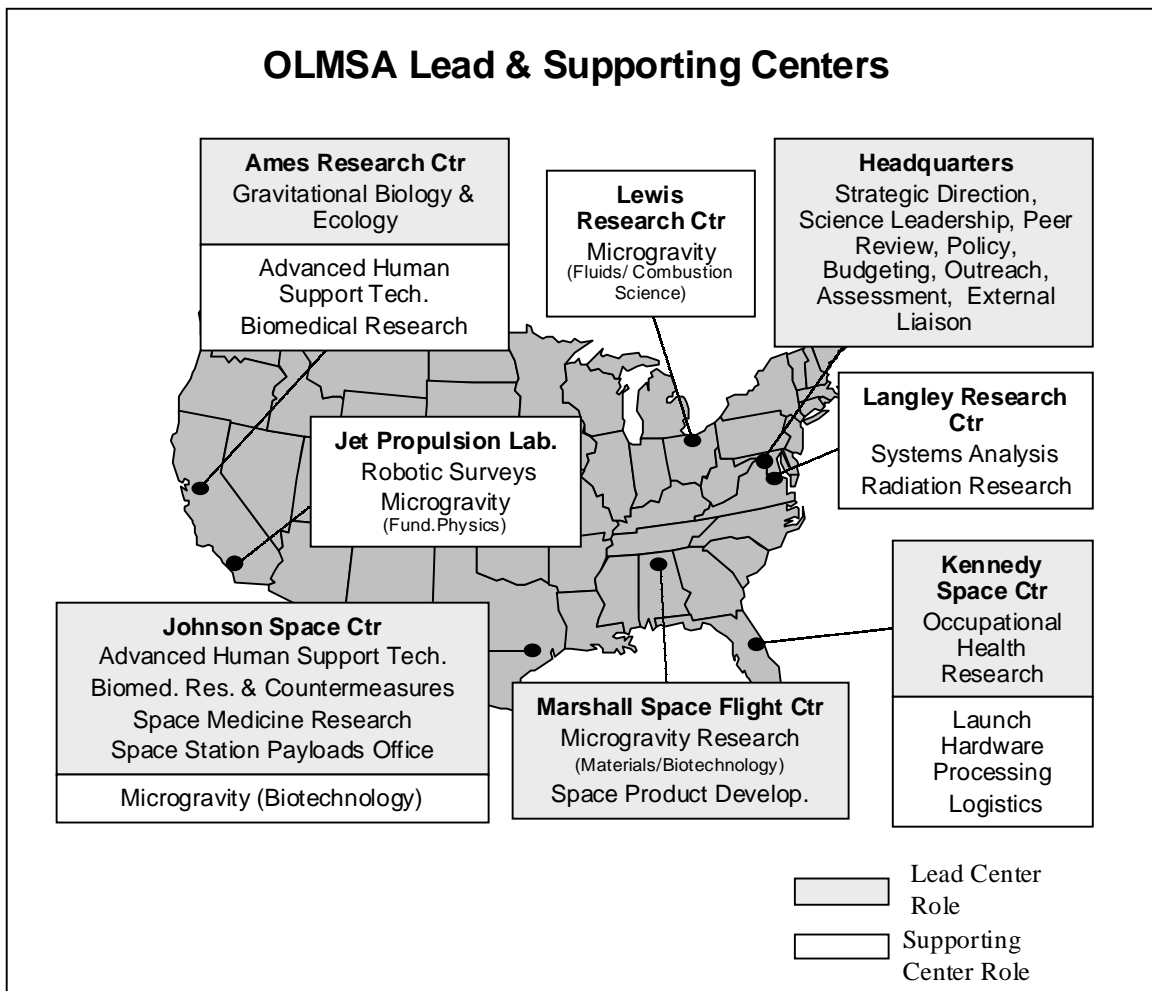 OLMSA Lead & Supporting Centers
Ames Research Ctr
Gravitational Biology &
Ecology
Advanced Human
Support Tech.
Biomedical Research
Lewis
Research Ctr
Microgravity
(Fluids/ Combustion
Science)
Headquarters
Strategic Direction,
Science Leadership, Peer
Review, Policy,
Budgeting, Outreach,
Assessment, External
Liaison
Jet Propulsion Lab.
Robotic Surveys
Microgravity
(Fund.Physics)
Langley Research
Ctr
Systems Analysis
Radiation Research
Johnson Space Ctr
Advanced Human Support Tech.
Biomed. Res. & Countermeasures
Space Medicine Research
Space Station Payloads Office
Microgravity (Biotechnology)
Marshall Space Flight Ctr
Microgravity Research
(Materials/Biotechnology)
Space Product Develop.
Kennedy
Space Ctr
Occupational
Health
Research
Launch
Hardware
Processing
Logistics
Lead Center
Role
Supporting
Center Role